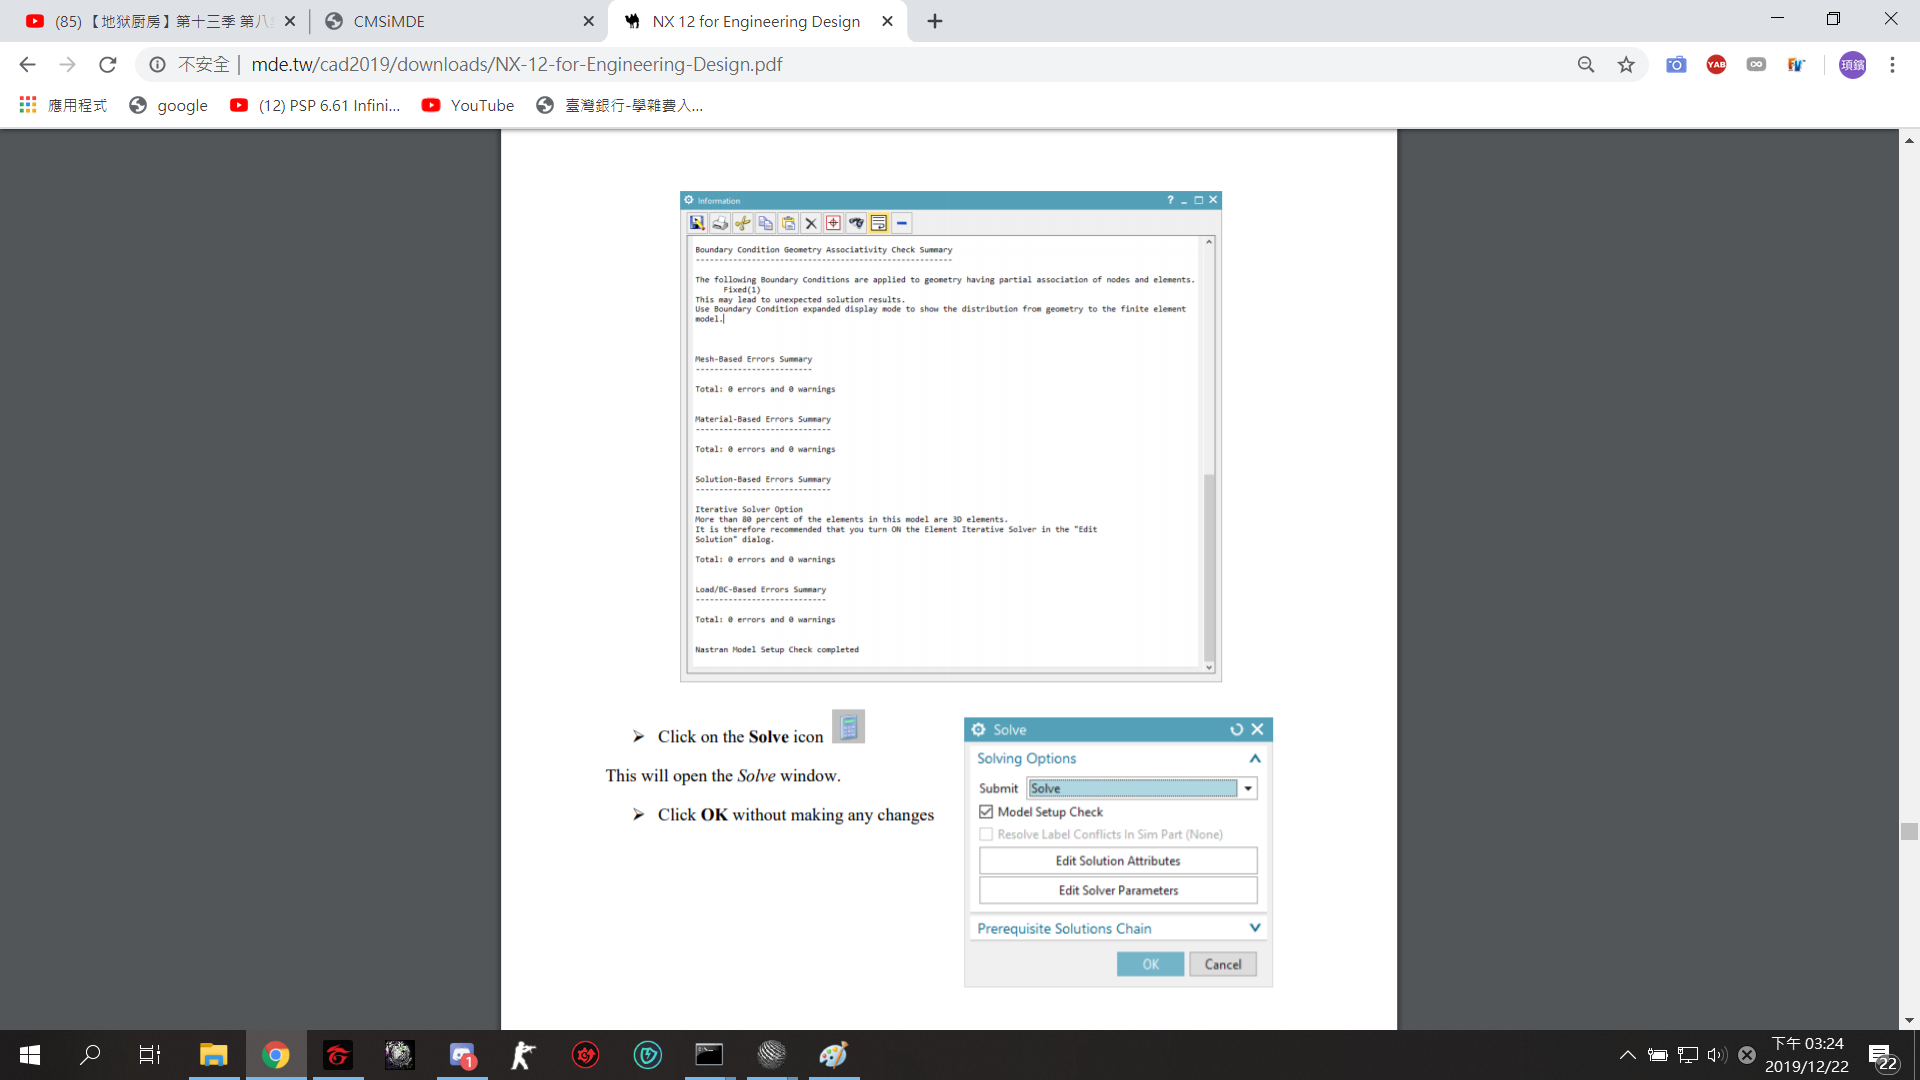 (85) 【地狱厨房】第十三季 第八
CMSiMDE
NX 12 for Engineering Design
不安全 | mde.tw/cad2019/downloads/NX-12-for-Engineering-Design.pdf
YAB
項鑌
應用程式
google
(12) PSP 6.61 Infini...
YouTube
臺灣銀行-學雜費入...
Information
Boundary Condition Geometry Associativity Check Summary
The following Boundary Conditions are applied to geometry having partial association of nodes and elements.
Fixed(1)
This may lead to unexpected solution results.
Use Boundary Condition expanded display mode to show the distribution from geometry to the finite element
model.
Mesh-Based Errors Summary
Total: 0 errors and 0 warnings
Material-Based Errors Summary
Total: 0 errors and 0 warnings
Solution-Based Errors Summary
Iterative Solver Option
More than 80 percent of the elements in this model are 3D elements.
It is therefore recommended that you turn ON the Element Iterative Solver in the "Edit
Solution" dialog.
Total: 0 errors and 0 warnings
Load/BC-Based Errors Summary
Total: 0 errors and 0 warnings
Nastran Model Setup Check completed
➢ Click on the Solve icon
This will open the Solve window.
➢ Click OK without making any changes
Solve
Solving Options
Submit
Solve
Model Setup Check
Resolve Label Conflicts In Sim Part (None)
Edit Solution Attributes
Edit Solver Parameters
Prerequisite Solutions Chain
OK
Cancel
1
下午 03:24
2019/12/22
22